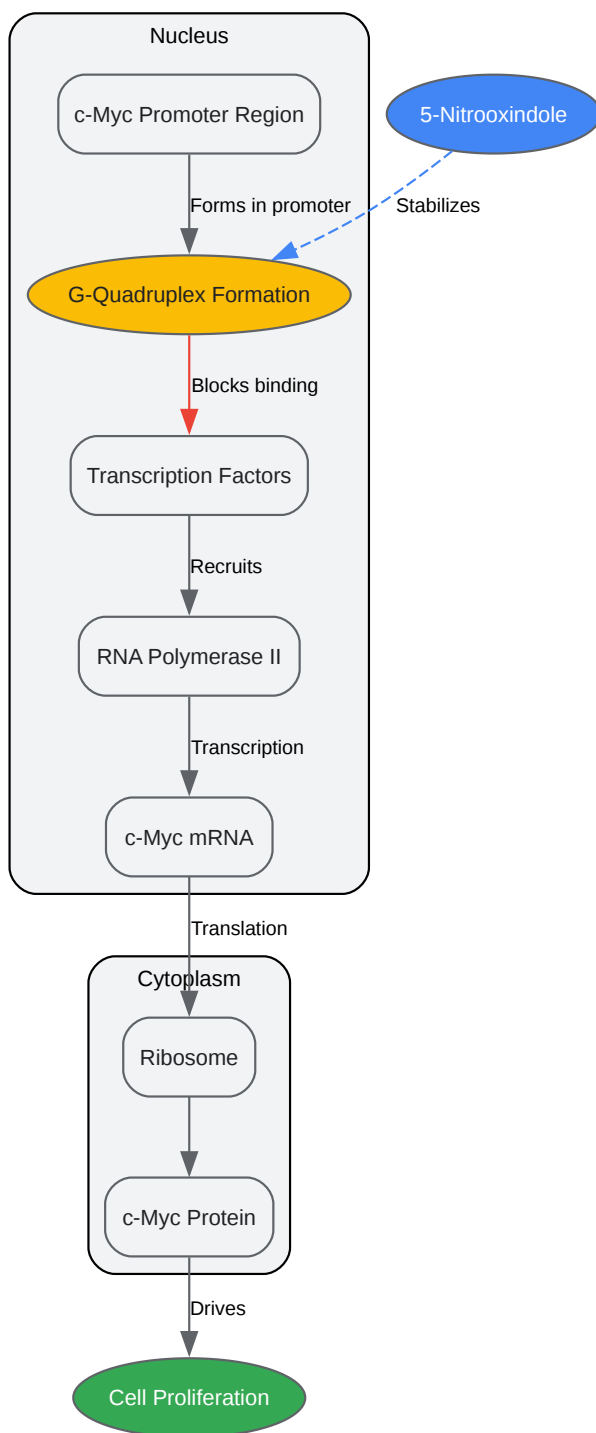 Nucleus
c-Myc Promoter Region
5-Nitrooxindole
Forms in promoter
Stabilizes
G-Quadruplex Formation
Blocks binding
Transcription Factors
Recruits
RNA Polymerase II
Transcription
c-Myc mRNA
Translation
Cytoplasm
Ribosome
c-Myc Protein
Drives
Cell Proliferation